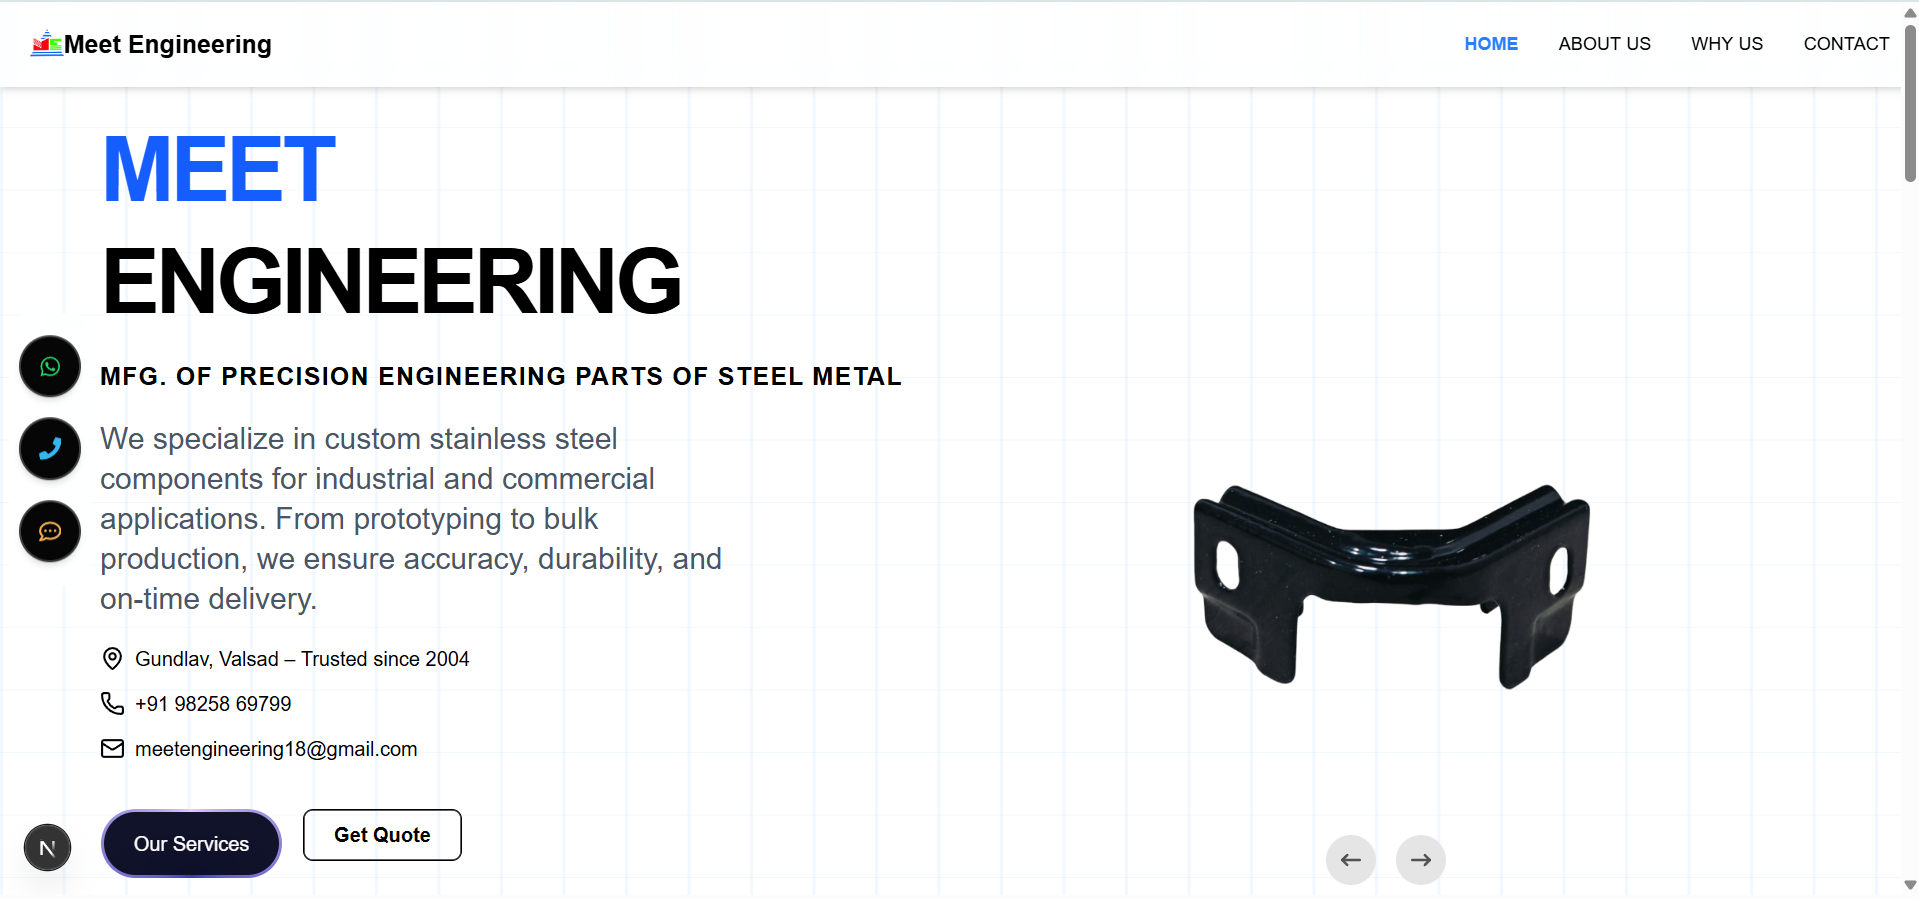 Meet Engineering
HOME
ABOUT US
WHY US
CONTACT
MEET
ENGINEERING
MFG. OF PRECISION ENGINEERING PARTS OF STEEL METAL
We specialize in custom stainless steel
components for industrial and commercial
applications. From prototyping to bulk
production, we ensure accuracy, durability, and
on-time delivery.
Gundlav, Valsad – Trusted since 2004
+91 98258 69799
meetengineering18@gmail.com
Our Services
Get Quote
N